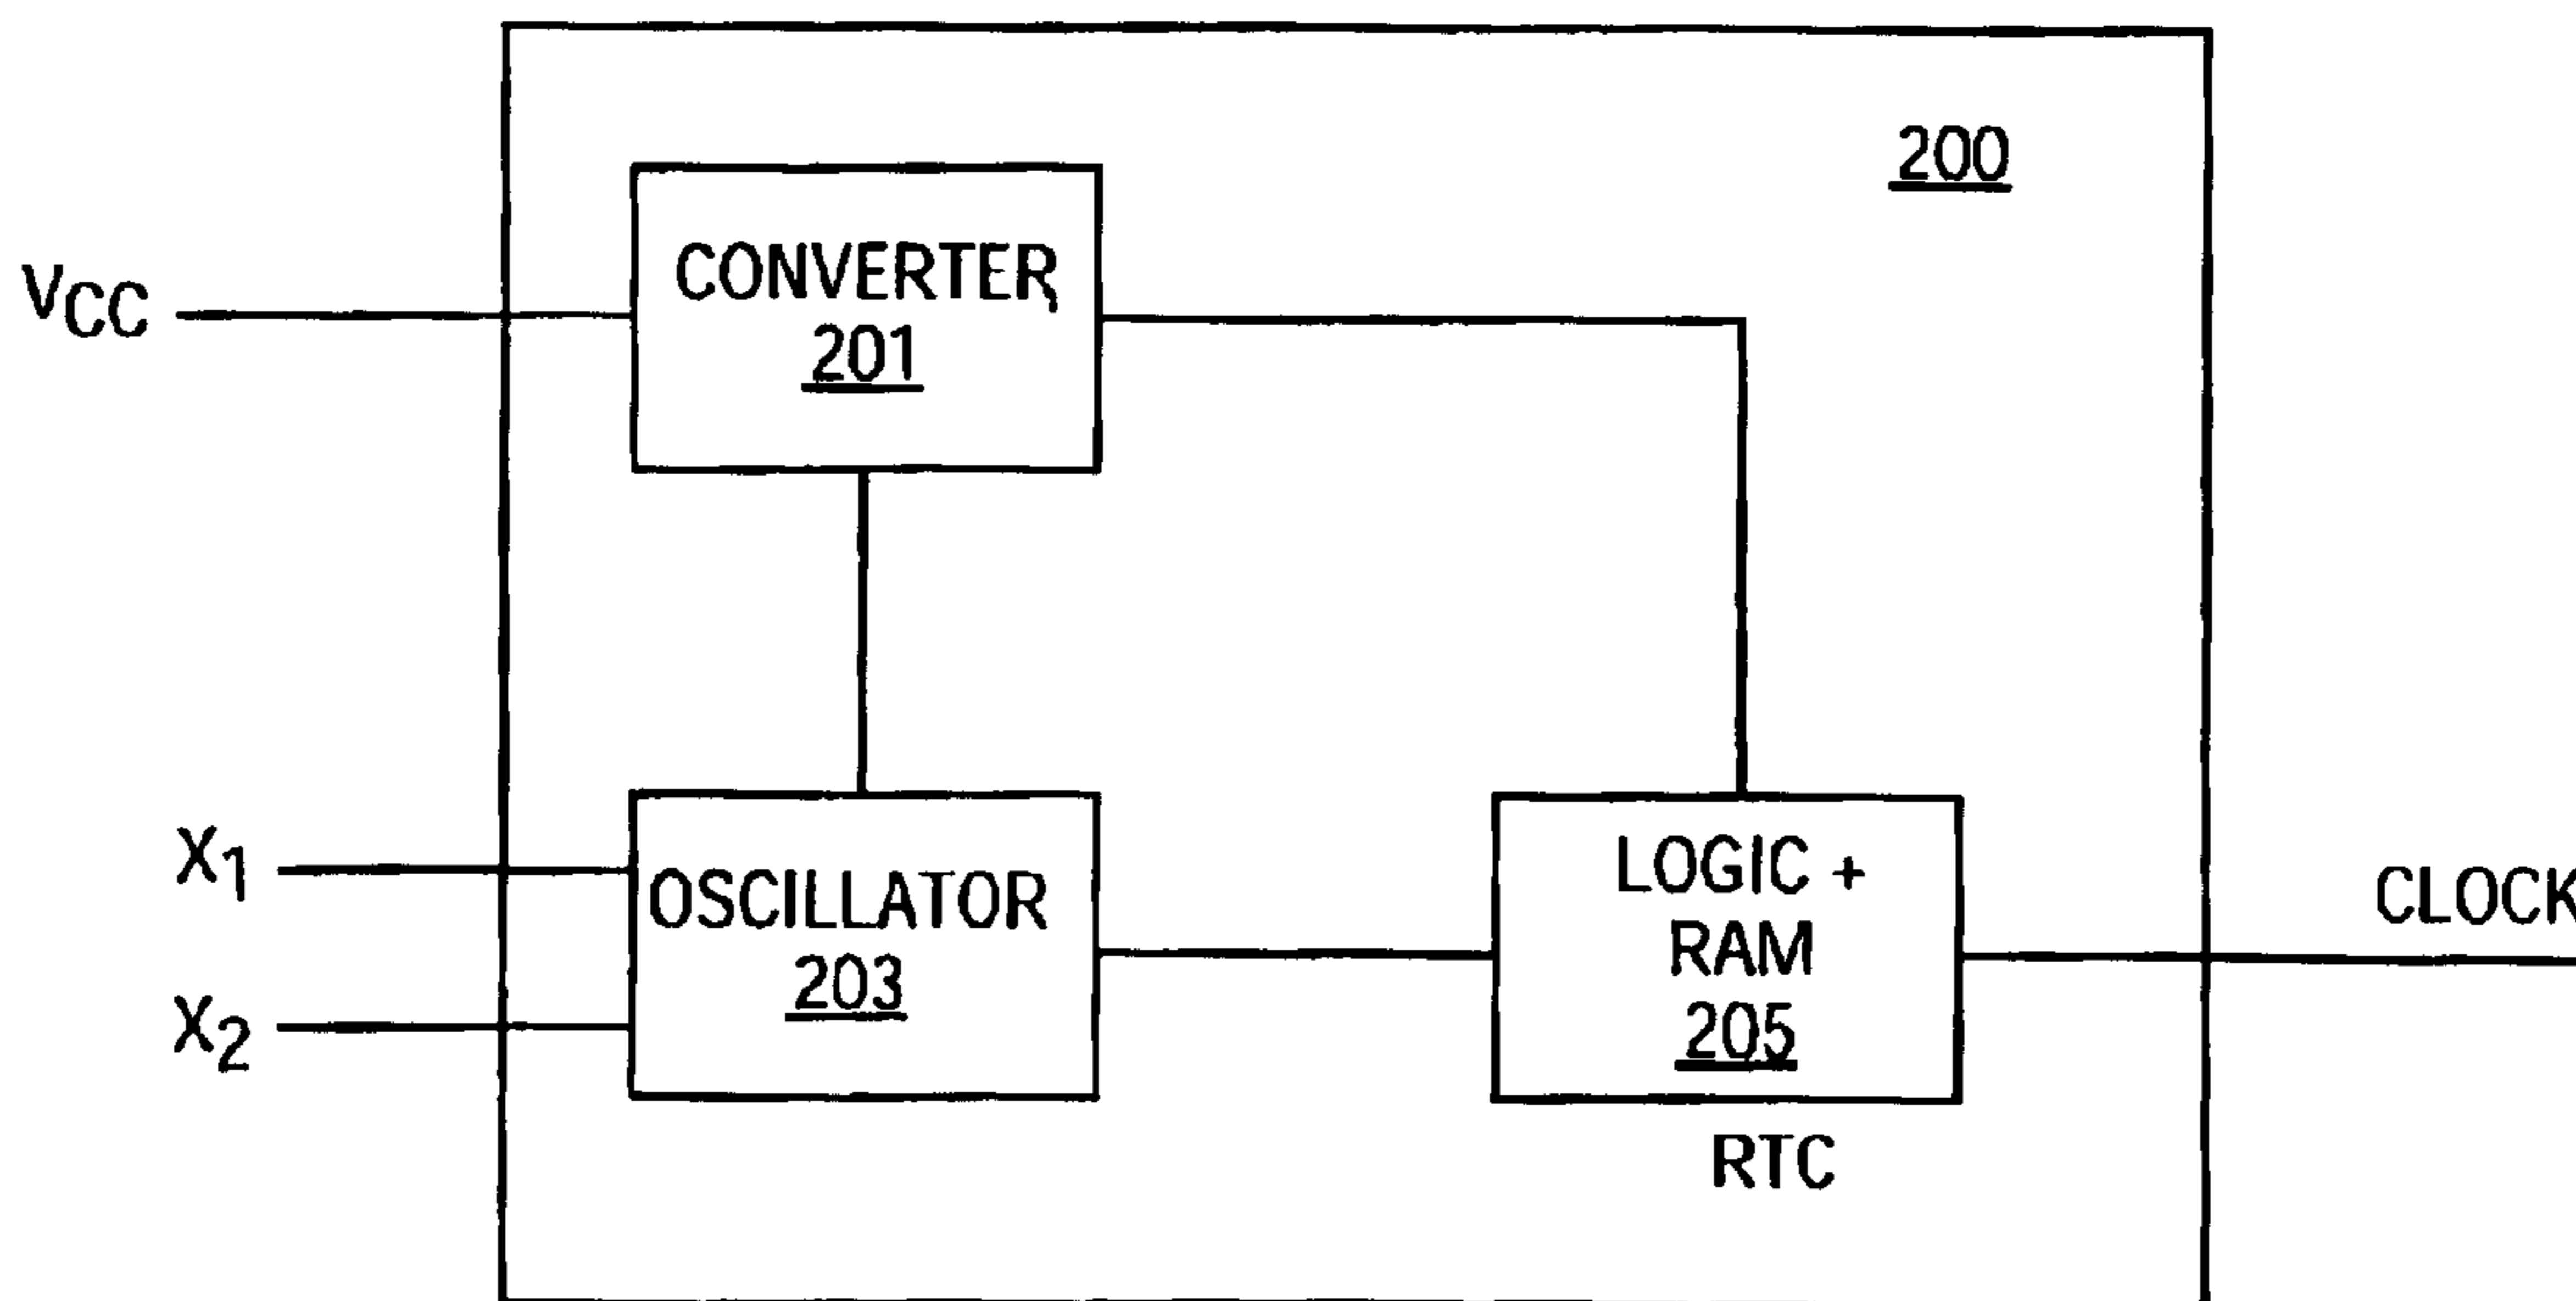 200
CONVERTER
201
VCC
X1
OSCILLATOR
203
X2
LOGIC +
RAM
205
CLOCK
RTC